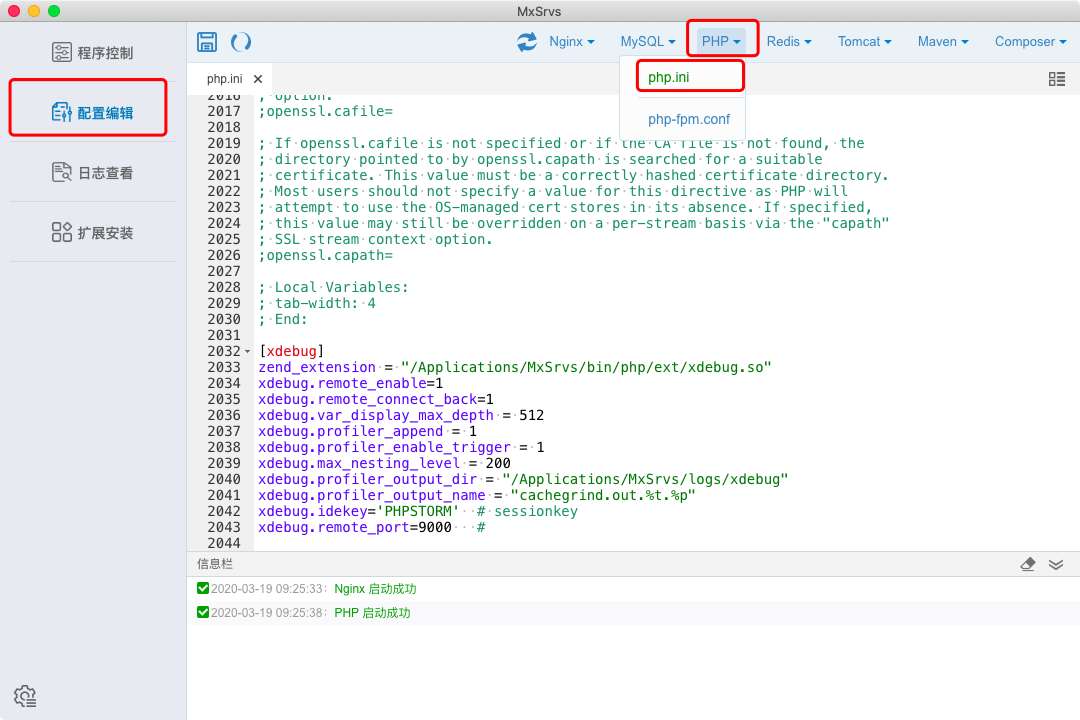 MxSrvs
程序控制
配置编辑
日志查看
扩展安装
Nginx
MySQL
PHP
Redis
Tomcat
Maven
Composer
php.ini
php-fpm.conf
php.ini
2016 ; option.
2017 ;openssl.cafile=
2018
2019 ; If openssl.cafile is not specified or if the CA file is not found, the
2020 ; directory pointed to by openssl.capath is searched for a suitable
2021 ; certificate. This value must be a correctly hashed certificate directory.
2022 ; Most users should not specify a value for this directive as PHP will
2023 ; attempt to use the OS-managed cert stores in its absence. If specified,
2024 ; this value may still be overridden on a per-stream basis via the "capath"
2025 ; SSL stream context option.
2026 ;openssl.capath=
2027
2028 ; Local Variables:
2029 ; tab-width: 4
2030 ; End:
2031
2032 [xdebug]
2033 zend_extension = "/Applications/MxSrvs/bin/php/ext/xdebug.so"
2034 xdebug.remote_enable=1
2035 xdebug.remote_connect_back=1
2036 xdebug.var_display_max_depth = 512
2037 xdebug.profiler_append = 1
2038 xdebug.profiler_enable_trigger = 1
2039 xdebug.max_nesting_level = 200
2040 xdebug.profiler_output_dir = "/Applications/MxSrvs/logs/xdebug"
2041 xdebug.profiler_output_name = "cachegrind.out.%t.%p"
2042 xdebug.idekey='PHPSTORM'  # sessionkey
2043 xdebug.remote_port=9000   #
2044
信息栏
2020-03-19 09:25:33： Nginx 启动成功
2020-03-19 09:25:38： PHP 启动成功